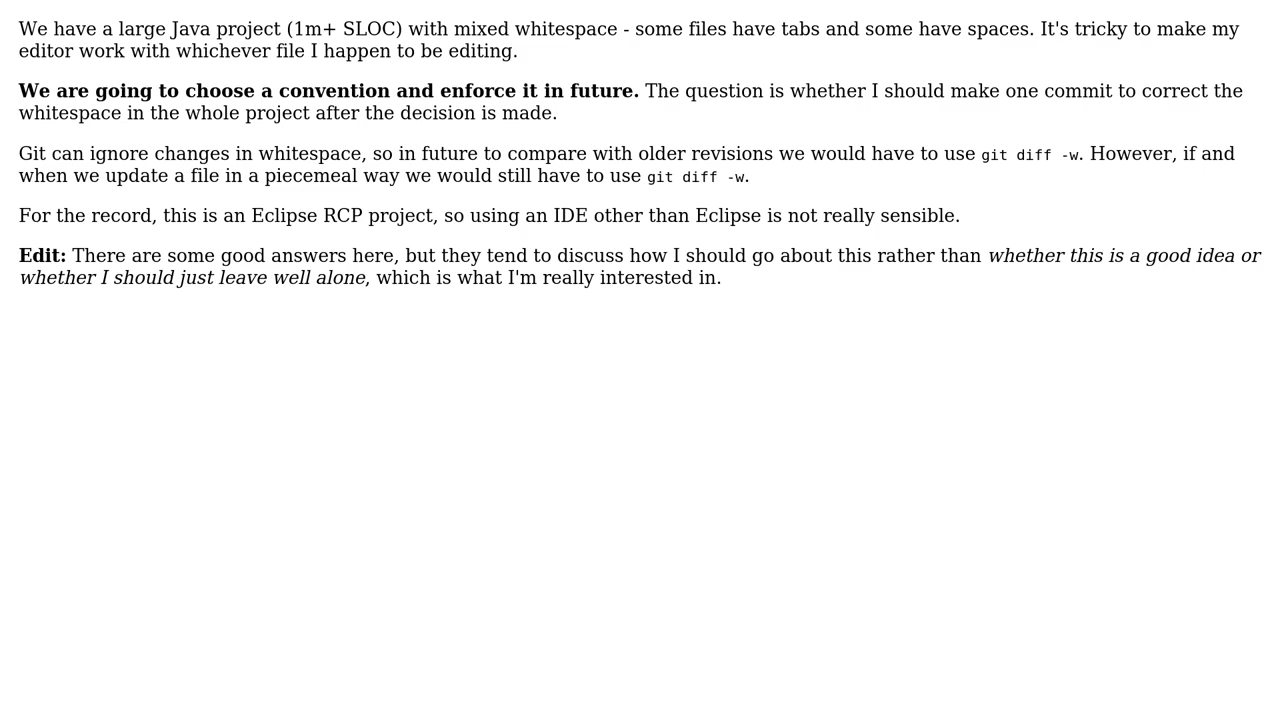 We have a large Java project (1m+ SLOC) with mixed whitespace - some files have tabs and some have spaces. It's tricky to make my
editor work with whichever file I happen to be editing.
We are going to choose a convention and enforce it in future. The question is whether I should make one commit to correct the
whitespace in the whole project after the decision is made.
Git can ignore changes in whitespace, so in future to compare with older revisions we would have to use git diff -w. However, if and
when we update a file in a piecemeal way we would still have to use git diff -w.
For the record, this is an Eclipse RCP project, so using an IDE other than Eclipse is not really sensible.
Edit: There are some good answers here, but they tend to discuss how I should go about this rather than whether this is a good idea or
whether I should just leave well alone, which is what I'm really interested in.